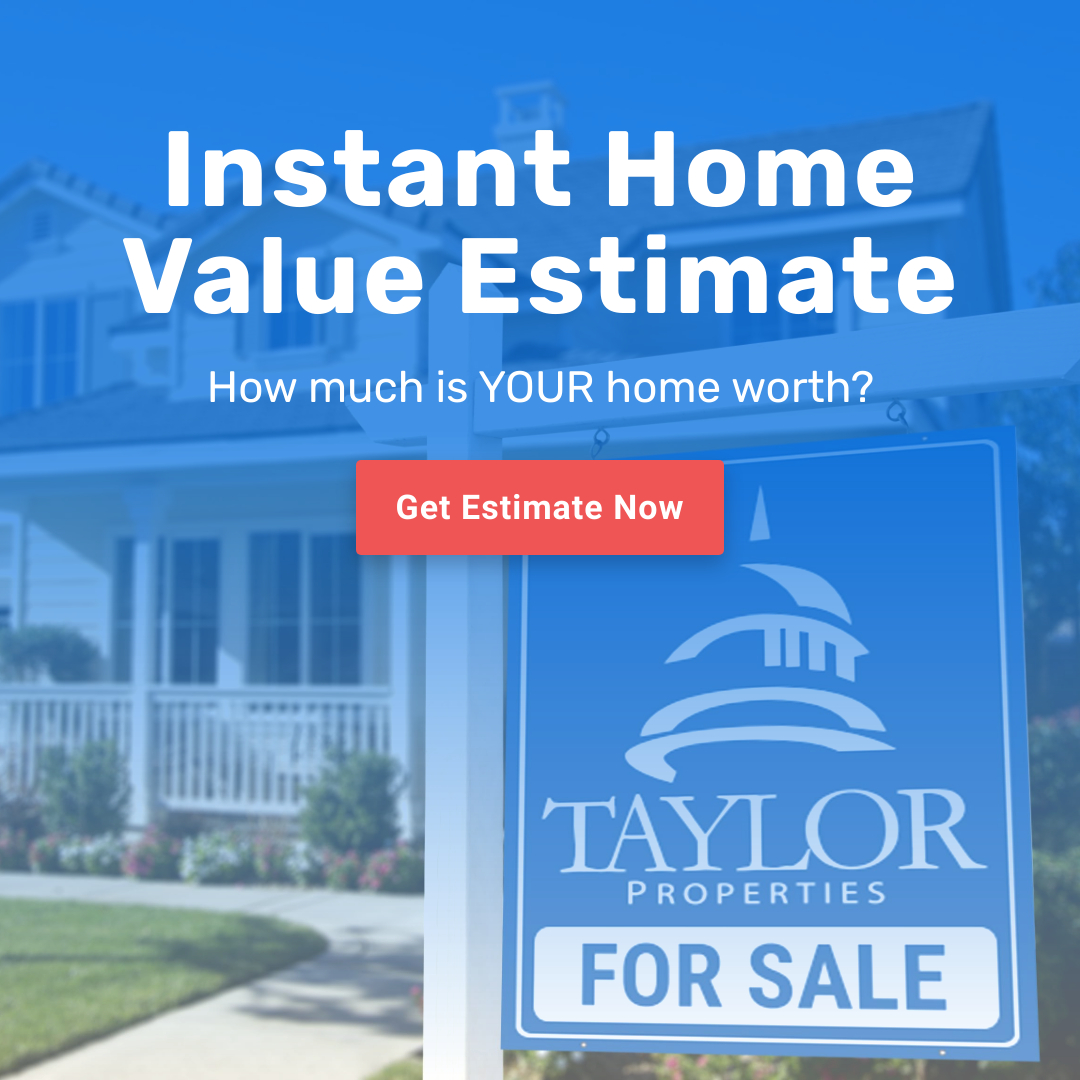 Instant Home
Value Estimate
How much is YOUR home worth?
Get Estimate Now
TAYLOR
PROPERTIES
FOR SALE